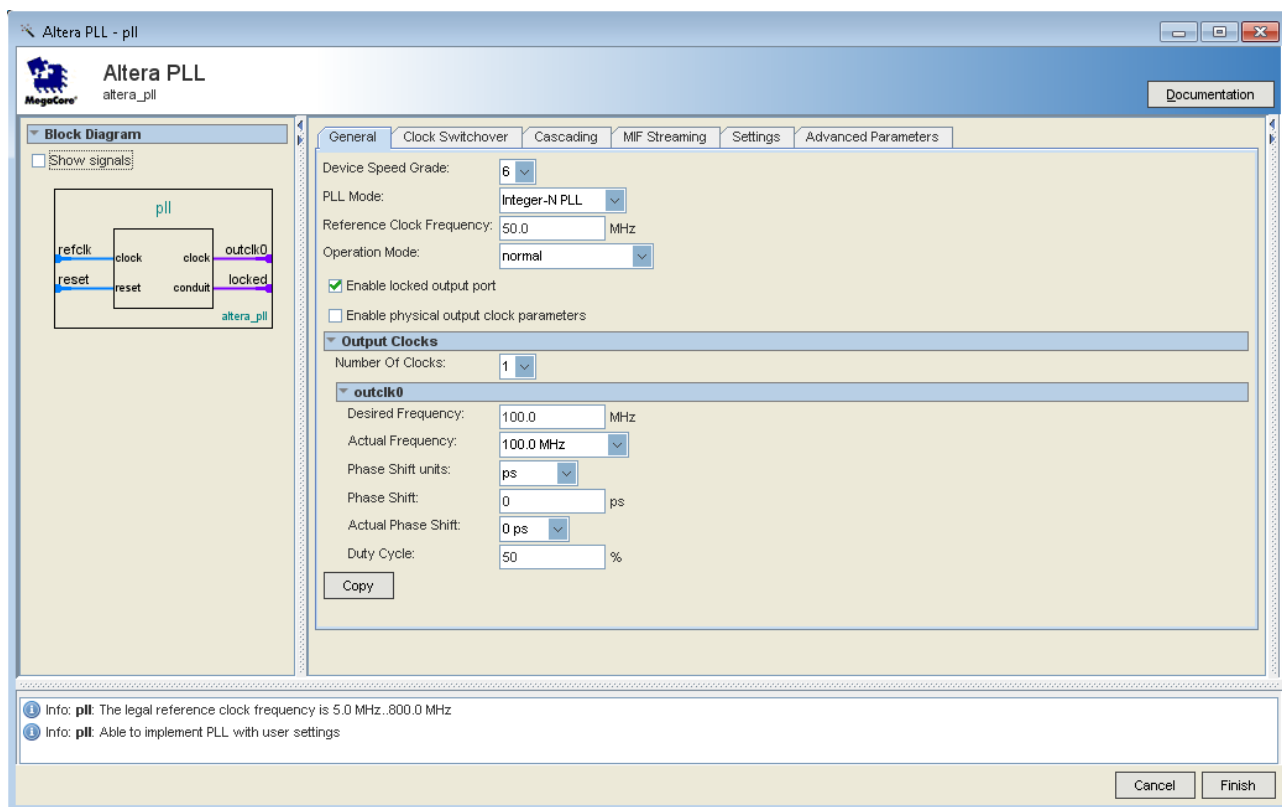 Altera PLL - pll
MegaCore®
Altera PLL
altera_pll
Documentation
Block Diagram
Show signals
pll
refclk
clock
clock
outclk0
reset
reset
conduit
locked
altera_pll
General
Clock Switchover
Cascading
MIF Streaming
Settings
Advanced Parameters
Device Speed Grade: 6
PLL Mode: Integer-N PLL
Reference Clock Frequency: 50.0 MHz
Operation Mode: normal
Enable locked output port
Enable physical output clock parameters
Output Clocks
Number Of Clocks: 1
outclk0
Desired Frequency: 100.0 MHz
Actual Frequency: 100.0 MHz
Phase Shift units: ps
Phase Shift: 0 ps
Actual Phase Shift: 0 ps
Duty Cycle: 50 %
Copy
Info: pll: The legal reference clock frequency is 5.0 MHz..800.0 MHz
Info: pll: Able to implement PLL with user settings
Cancel
Finish